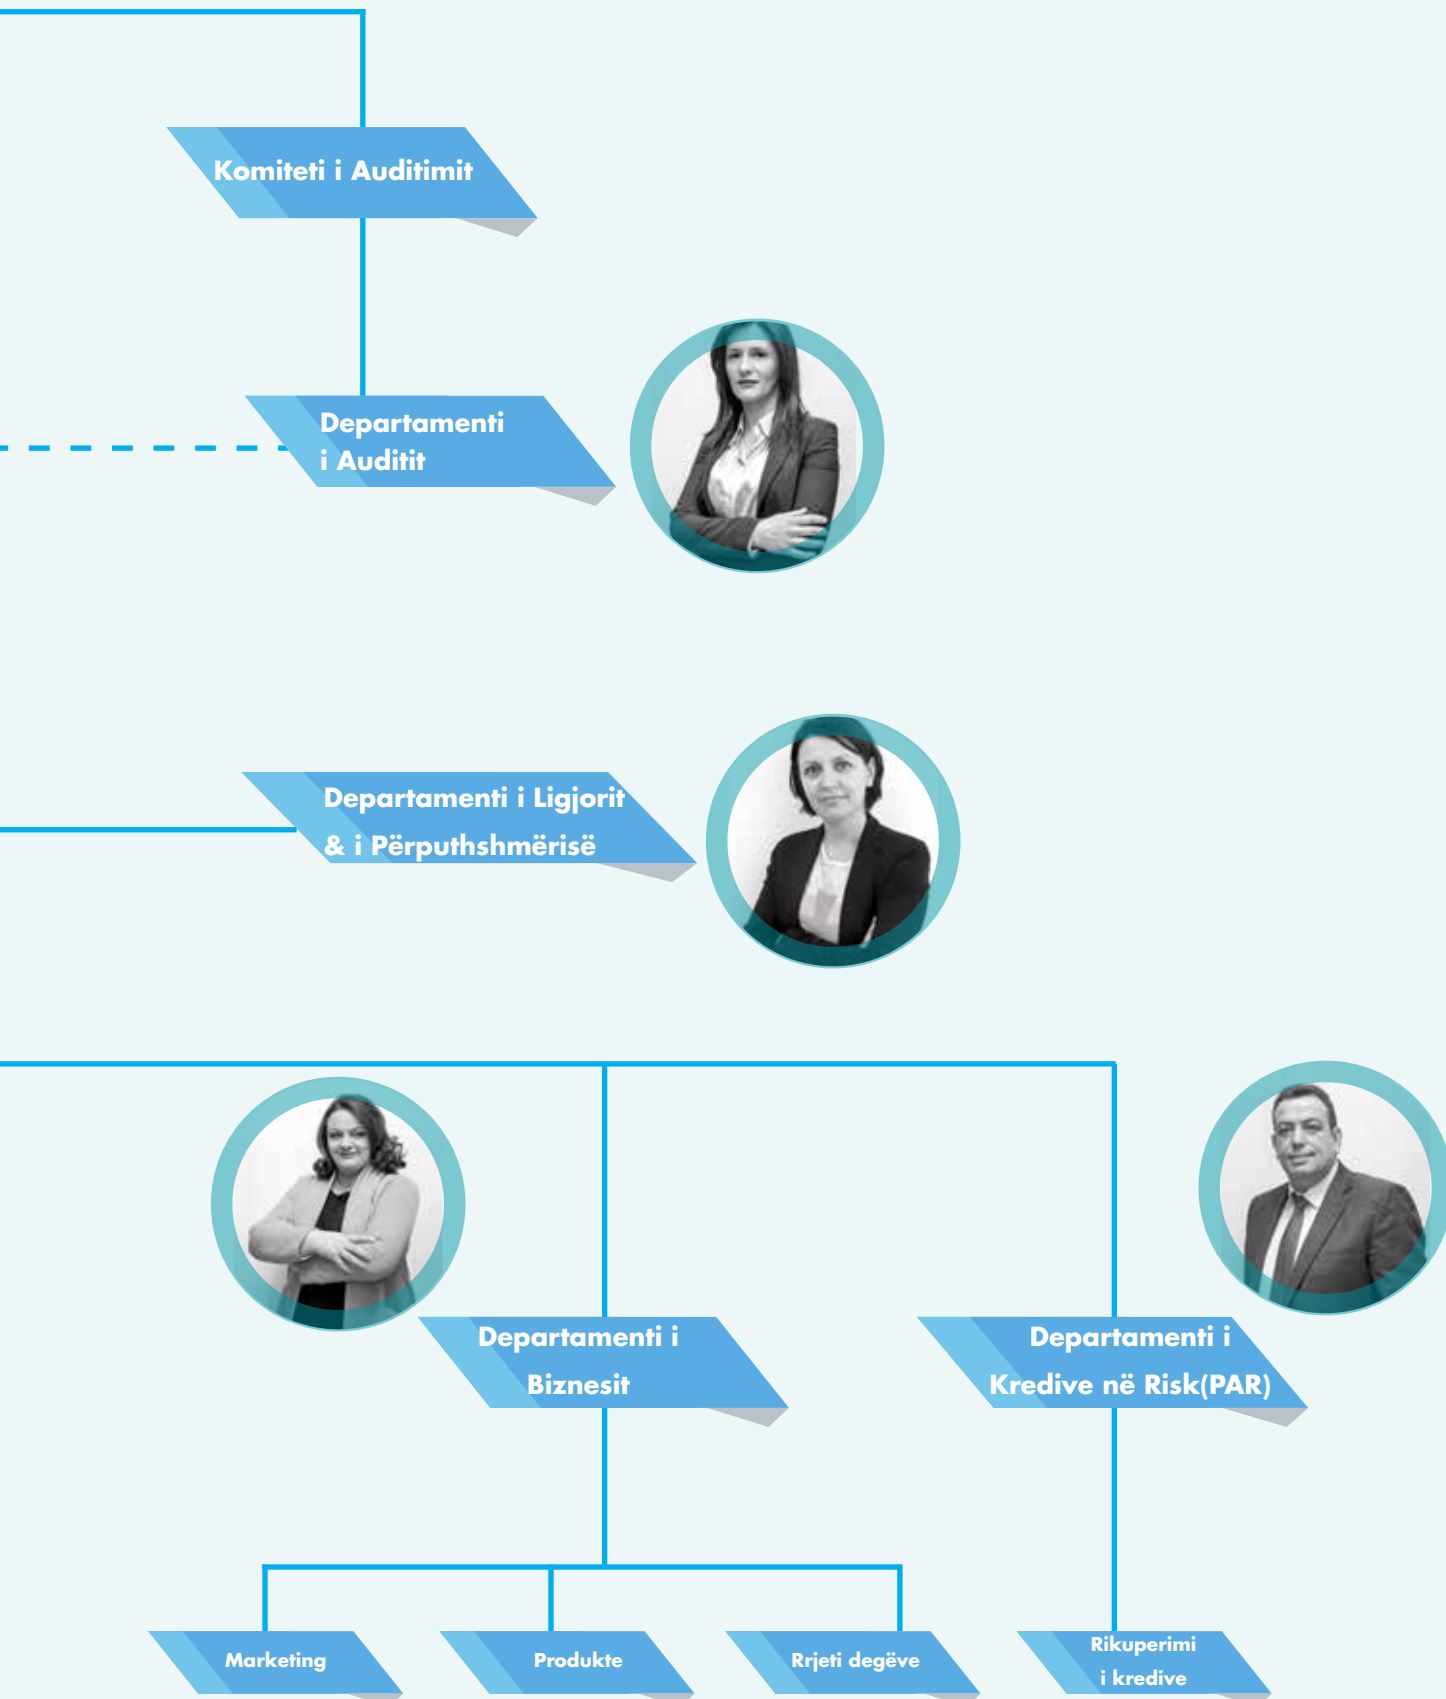 Komiteti i Auditimit
Departamenti
i Auditit
Departamenti i Ligjorit
& i Përputhshmërisë
Departamenti i
Biznesit
Departamenti i
Kredive në Risk(PAR)
Marketing
Produkte
Rrjeti degëve
Rikuperimi
i kredive